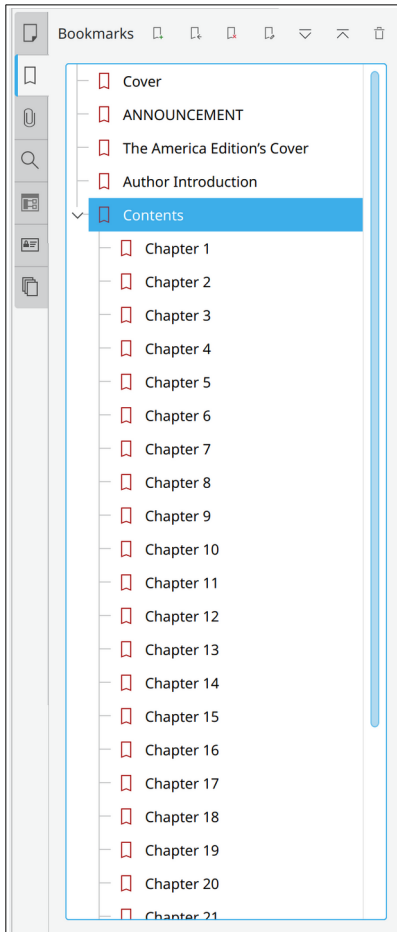 Bookmarks
Cover
ANNOUNCEMENT
The America Edition's Cover
Author Introduction
Contents
Chapter 1
Chapter 2
Chapter 3
Chapter 4
Chapter 5
Chapter 6
Chapter 7
Chapter 8
Chapter 9
Chapter 10
Chapter 11
Chapter 12
Chapter 13
Chapter 14
Chapter 15
Chapter 16
Chapter 17
Chapter 18
Chapter 19
Chapter 20
Chapter 21